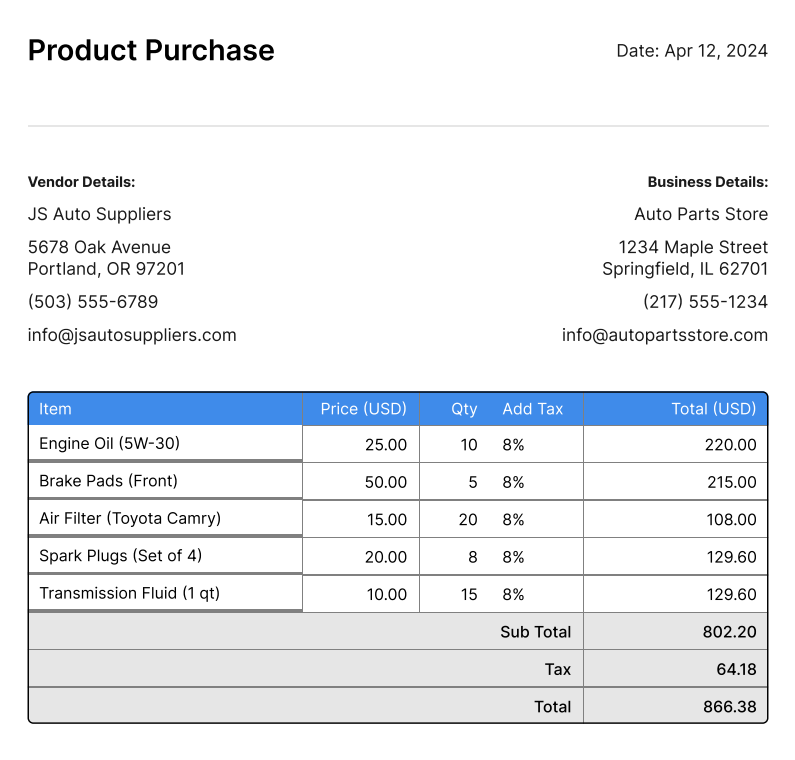 Product Purchase
Date: Apr 12, 2024
Vendor Details:
JS Auto Suppliers
5678 Oak Avenue
Portland, OR 97201
(503) 555-6789
info@jsautosuppliers.com
Business Details:
Auto Parts Store
1234 Maple Street
Springfield, IL 62701
(217) 555-1234
info@autopartsstore.com
Item Price (USD) Qty Add Tax Total (USD)
Engine Oil (5W-30) 25.00 10 8% 220.00
Brake Pads (Front) 50.00 5 8% 215.00
Air Filter (Toyota Camry) 15.00 20 8% 108.00
Spark Plugs (Set of 4) 20.00 8 8% 129.60
Transmission Fluid (1 qt) 10.00 15 8% 129.60
Sub Total 802.20
Tax 64.18
Total 866.38